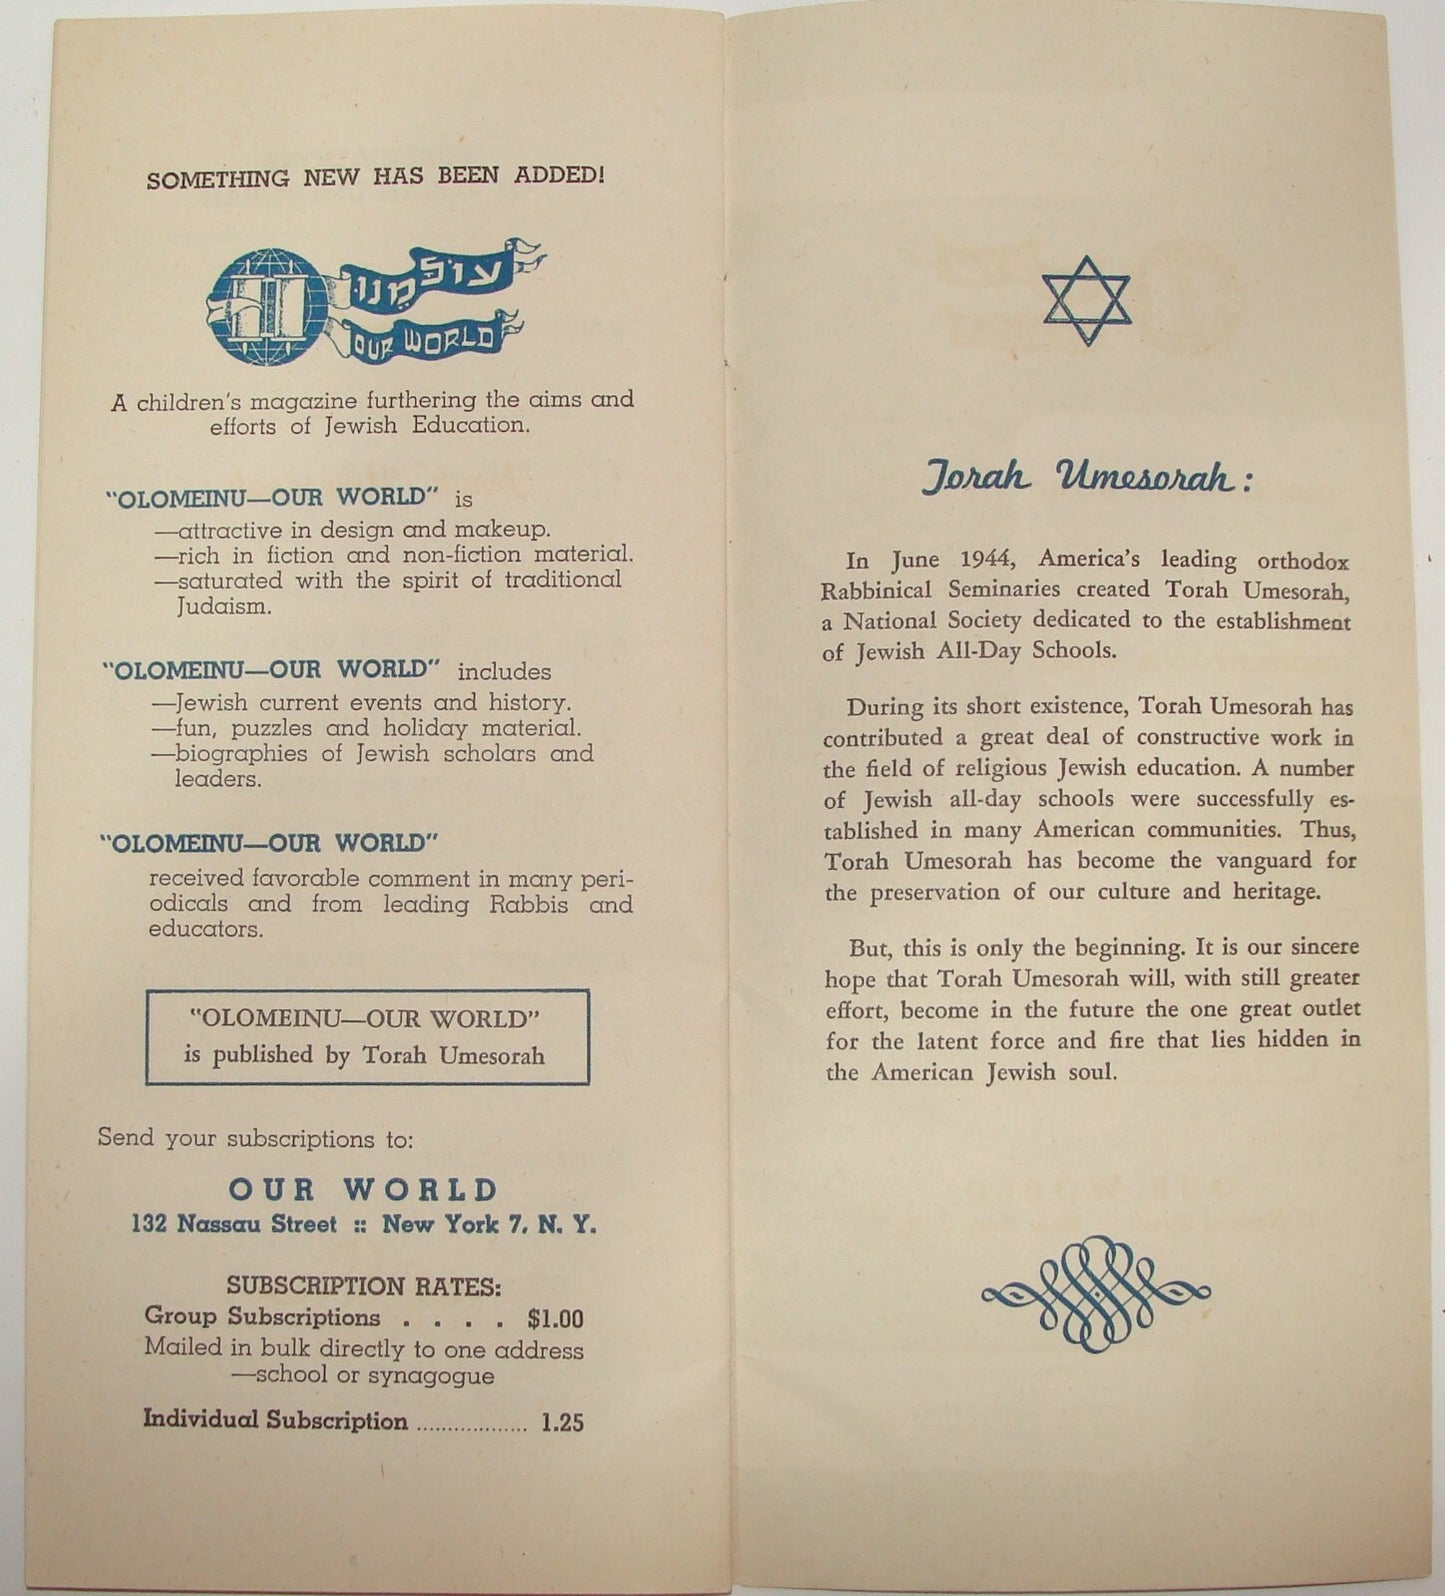 SOMETHING NEW HAS BEEN ADDED!
עוֹלָמֵנוּ
OUR WORLD
A children's magazine furthering the aims and
efforts of Jewish Education.
"OLOMEINU—OUR WORLD" is
—attractive in design and makeup.
—rich in fiction and non-fiction material.
—saturated with the spirit of traditional
Judaism.
"OLOMEINU—OUR WORLD" includes
—Jewish current events and history.
—fun, puzzles and holiday material.
—biographies of Jewish scholars and
leaders.
"OLOMEINU—OUR WORLD"
received favorable comment in many peri-
odicals and from leading Rabbis and
educators.
"OLOMEINU—OUR WORLD"
is published by Torah Umesorah
Send your subscriptions to:
OUR WORLD
132 Nassau Street :: New York 7, N. Y.
SUBSCRIPTION RATES:
Group Subscriptions . . . . $1.00
Mailed in bulk directly to one address
—school or synagogue
Individual Subscription .................. 1.25
Torah Umesorah:
In June 1944, America's leading orthodox
Rabbinical Seminaries created Torah Umesorah,
a National Society dedicated to the establishment
of Jewish All-Day Schools.
During its short existence, Torah Umesorah has
contributed a great deal of constructive work in
the field of religious Jewish education. A number
of Jewish all-day schools were successfully es-
tablished in many American communities. Thus,
Torah Umesorah has become the vanguard for
the preservation of our culture and heritage.
But, this is only the beginning. It is our sincere
hope that Torah Umesorah will, with still greater
effort, become in the future the one great outlet
for the latent force and fire that lies hidden in
the American Jewish soul.